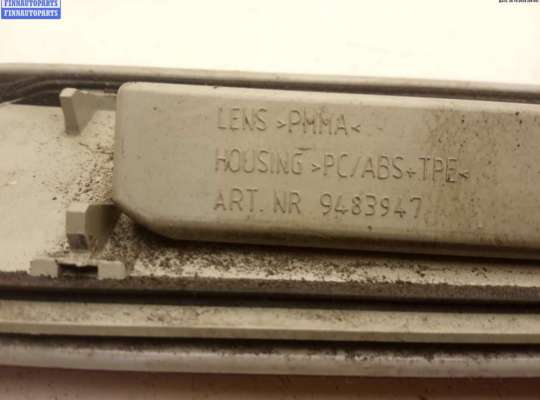 FINNAUTOPARTS
FINNAUTOPARTS
LENS >PMMA<
HOUSING >PC/ABS+TPE<
ART. NR 9483947